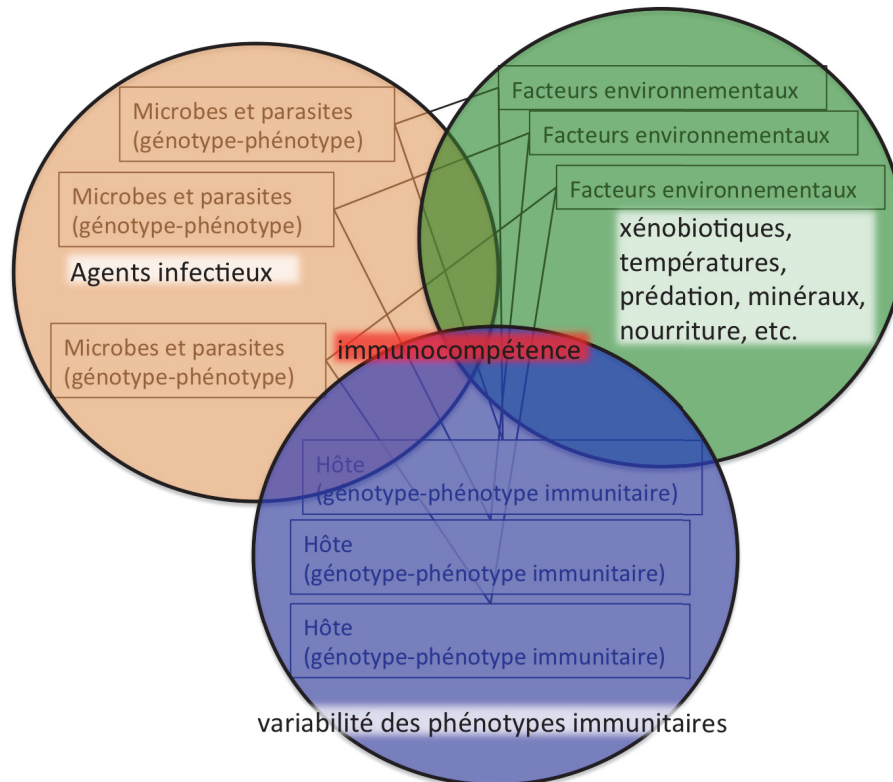 Microbes et parasites
(génotype-phénotype)
Microbes et parasites
(génotype-phénotype)
Agents infectieux
Microbes et parasites
(génotype-phénotype)
Facteurs environnementaux
Facteurs environnementaux
Facteurs environnementaux
xénobiotiques,
températures,
prédation, minéraux,
nourriture, etc.
immunocompétence
Hôte
(génotype-phénotype immunitaire)
Hôte
(génotype-phénotype immunitaire)
Hôte
(génotype-phénotype immunitaire)
variabilité des phénotypes immunitaires